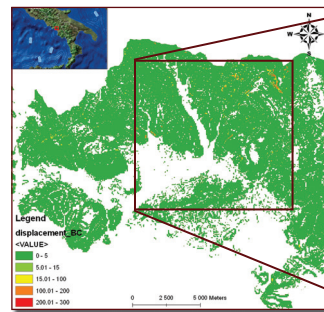 N
W E
S
Legend
displacement_BC
<VALUE>
0 - 5
5.01 - 15
15.01 - 100
100.01 - 200
200.01 - 300
0 2 500 5 000 Meters